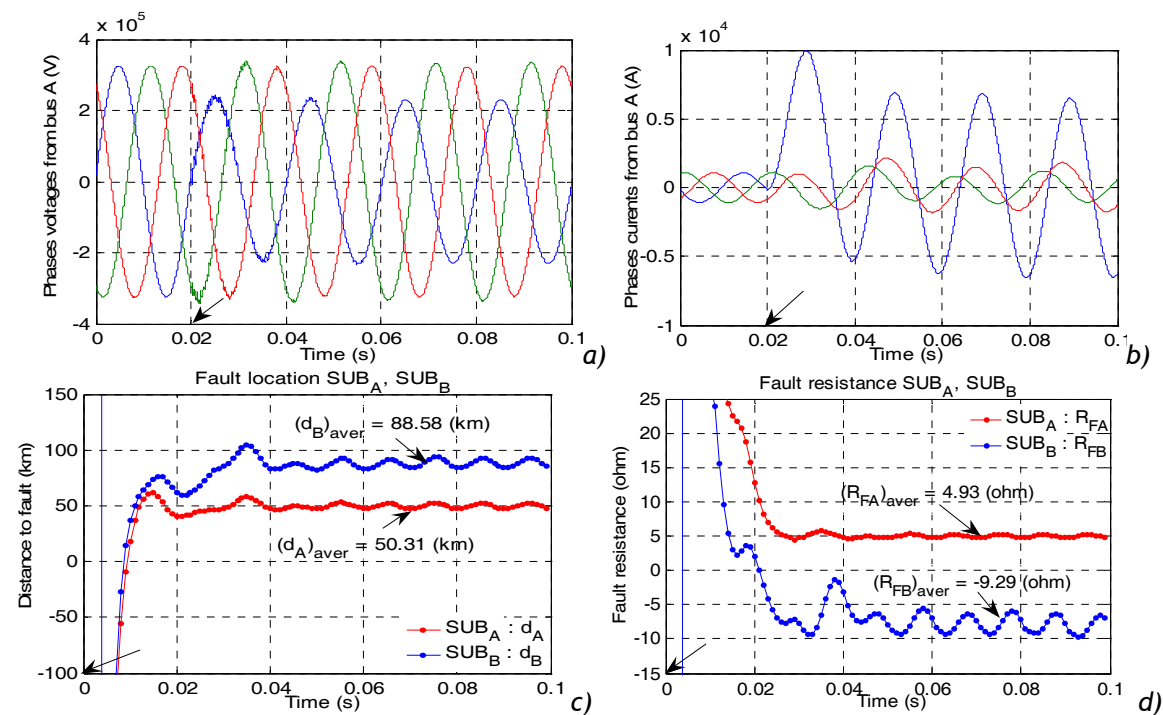 x 10^5
4
2
0
-2
-4
0
0.02
0.04
0.06
0.08
0.1
Phases voltages from bus A (V)
Time (s)
a)
x 10^4
1
0.5
0
-0.5
-1
0
0.02
0.04
0.06
0.08
0.1
Phases curents from bus A (A)
Time (s)
b)
Fault location SUB_A, SUB_B
150
100
50
0
-50
-100
0
0.02
0.04
0.06
0.08
0.1
Distance to fault (km)
(d_B)_aver = 88.58 (km)
(d_A)_aver = 50.31 (km)
SUB_A : d_A
SUB_B : d_B
Time (s)
c)
Fault resistance SUB_A, SUB_B
25
20
15
10
5
0
-5
-10
-15
0
0.02
0.04
0.06
0.08
0.1
Fault resistance (ohm)
SUB_A : R_FA
SUB_B : R_FB
(R_FA)_aver = 4.93 (ohm)
(R_FB)_aver = -9.29 (ohm)
Time (s)
d)